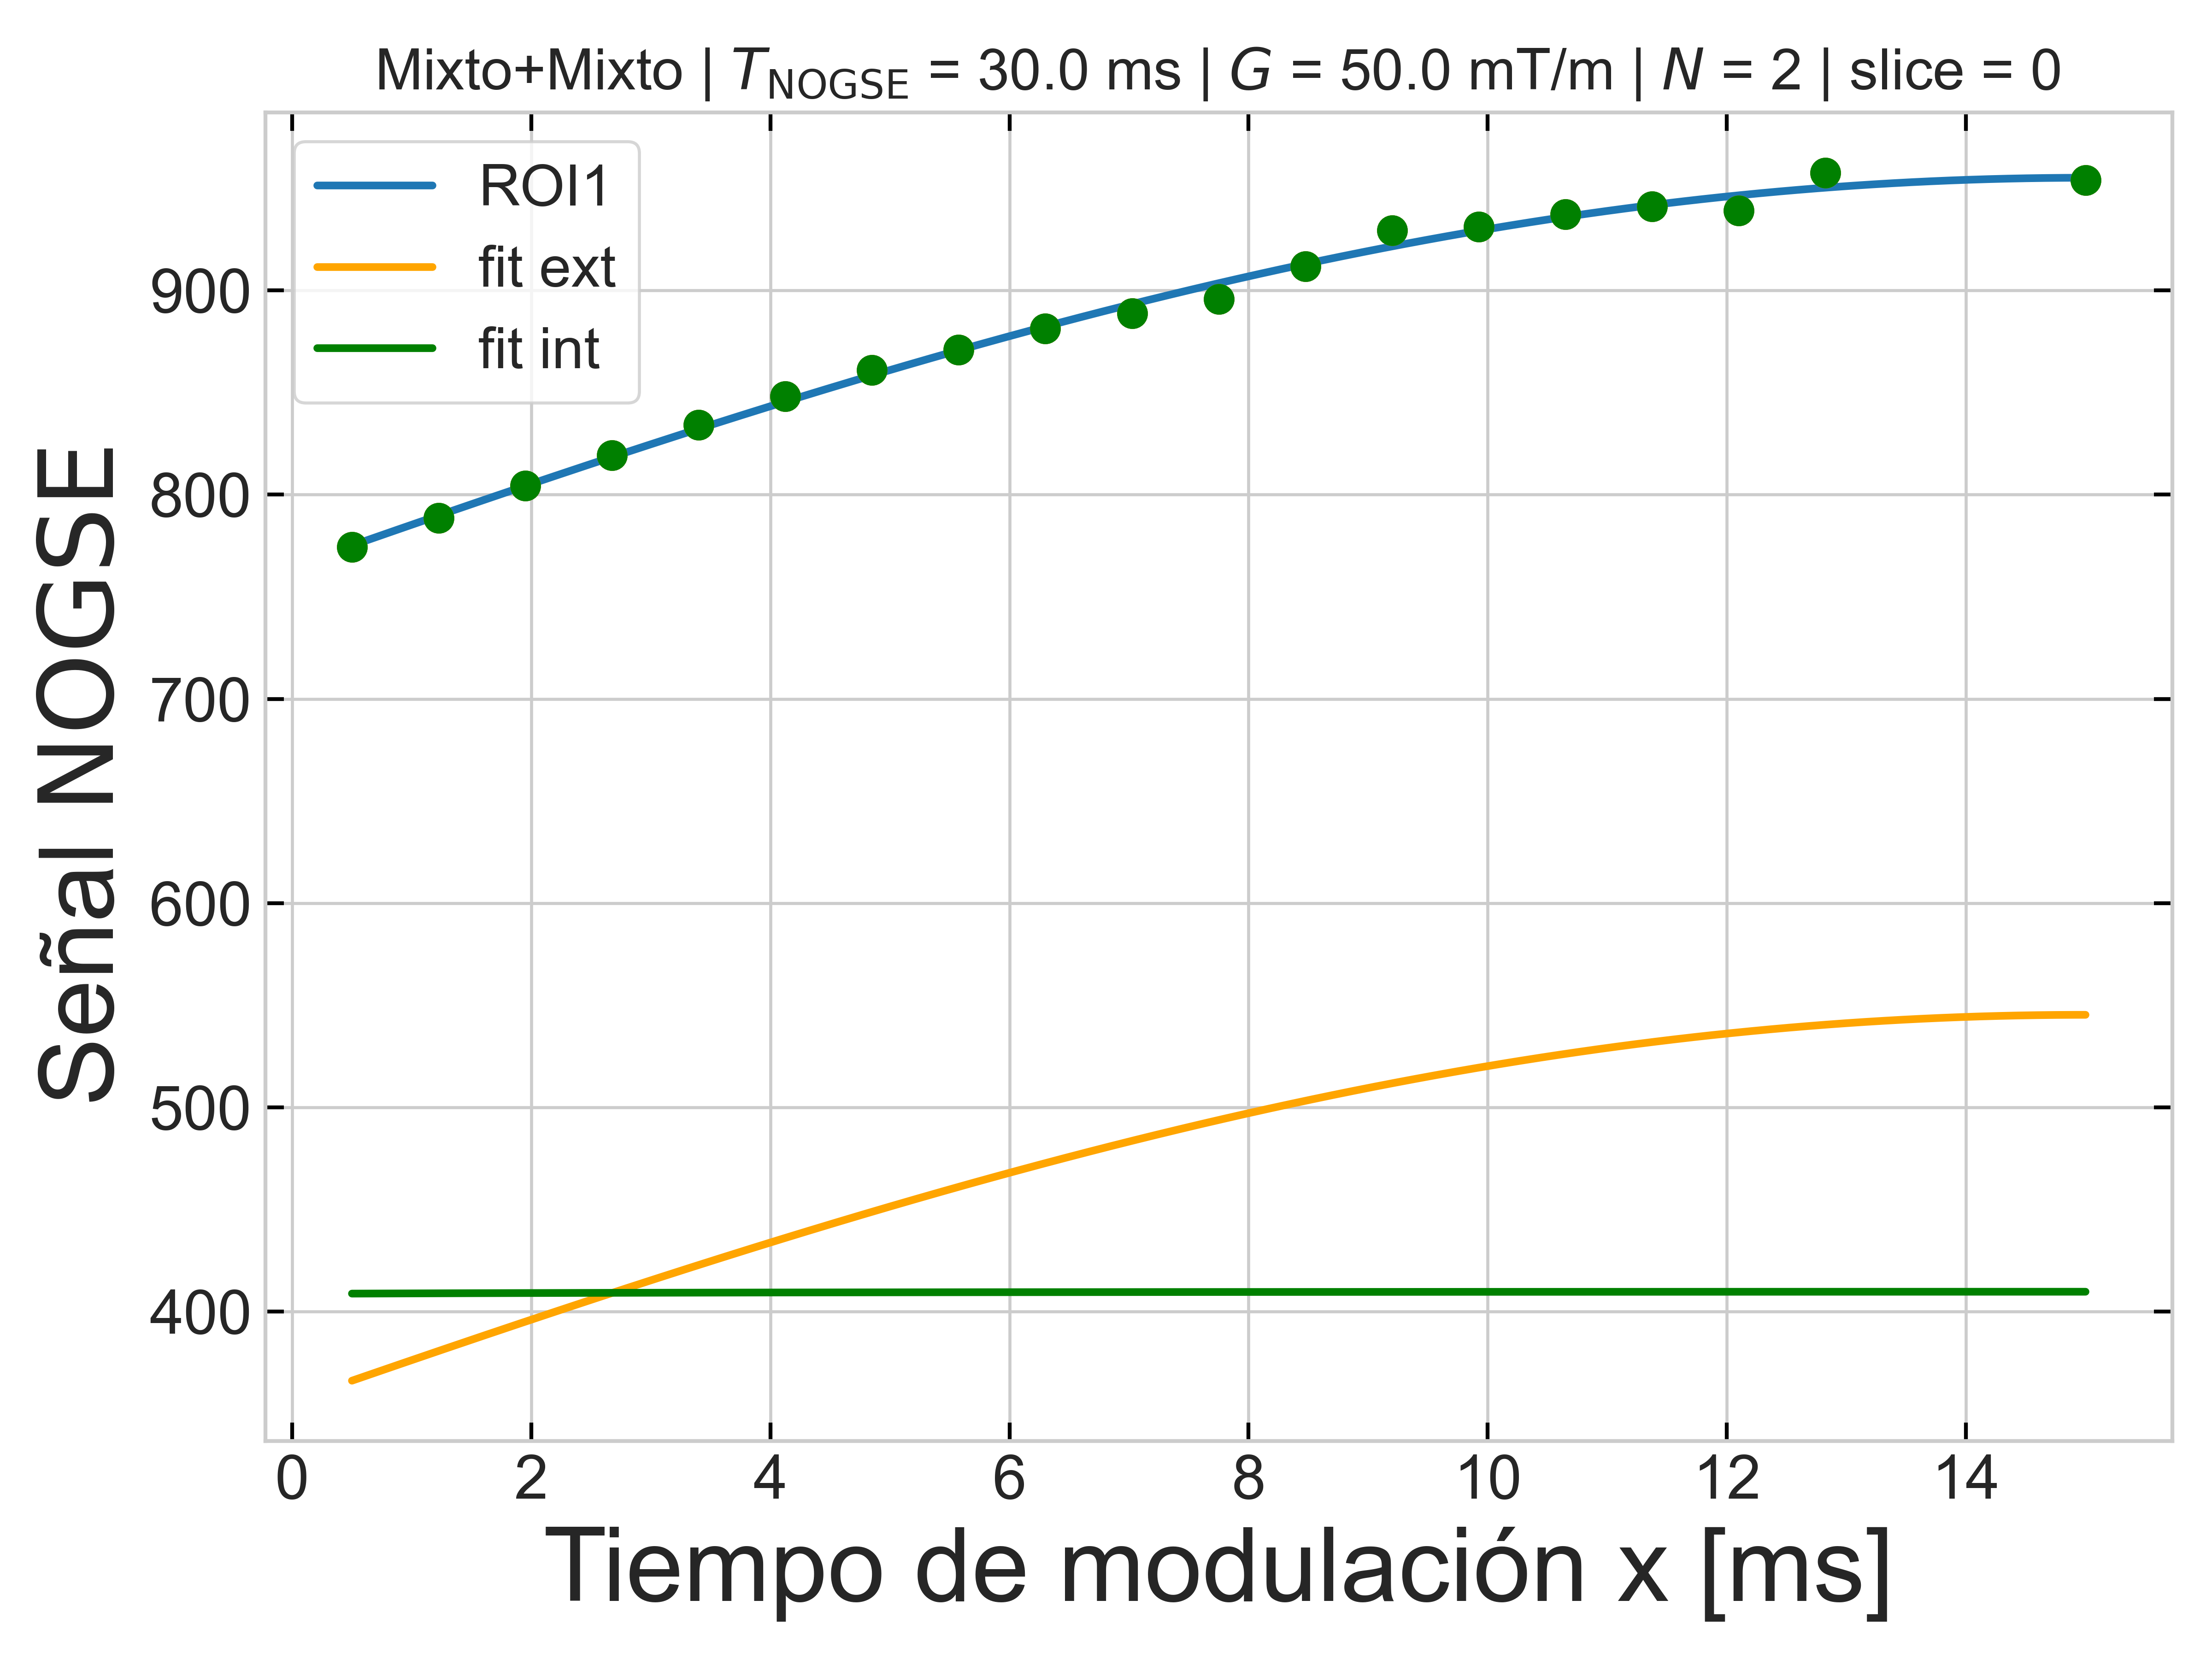 Mixto+Mixto | T_NOGSE = 30.0 ms | G = 50.0 mT/m | N = 2 | slice = 0
ROI1
fit ext
fit int
Señal NOGSE
900
800
700
600
500
400
0 2 4 6 8 10 12 14
Tiempo de modulación x [ms]